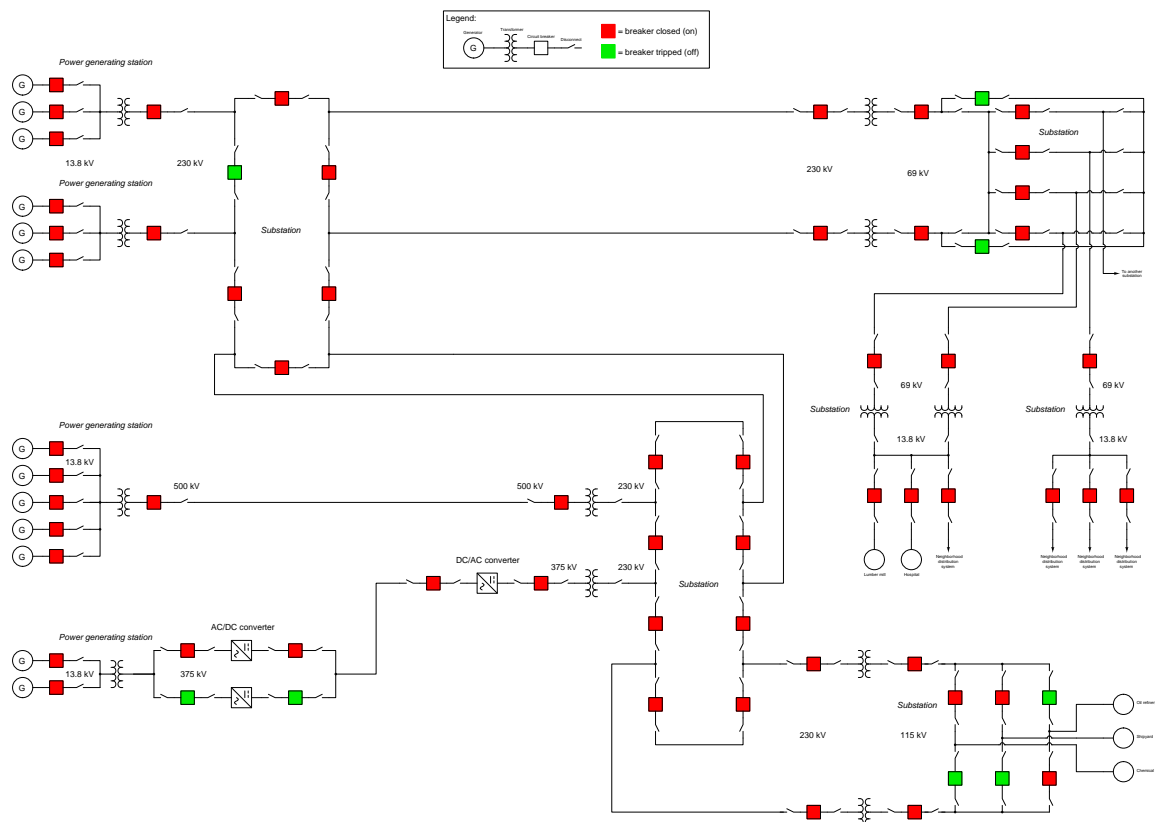 Legend:
Generator
Transformer
Circuit breaker
Disconnect
G
= breaker closed (on)
= breaker tripped (off)
Power generating station
G
G
G
13.8 kV
230 kV
230 kV
69 kV
Substation
Power generating station
G
G
G
Substation
To another
substation
69 kV
69 kV
Substation
Substation
13.8 kV
13.8 kV
Power generating station
G
13.8 kV
G
G
G
G
500 kV
500 kV
230 kV
Lumber mill
Hospital
Neighborhood
distribution
system
Neighborhood
distribution
system
Neighborhood
distribution
system
Neighborhood
distribution
system
DC/AC converter
375 kV
230 kV
Substation
Power generating station
AC/DC converter
G
13.8 kV
375 kV
G
Substation
230 kV
115 kV
Oil refiner
Shipyard
Chemical